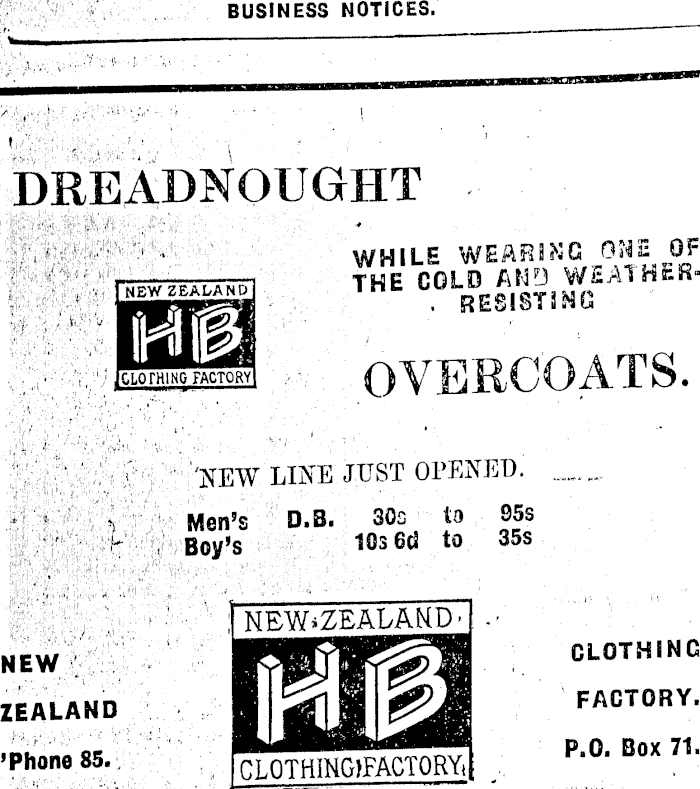 BUSINESS NOTICES.
DREADNOUGHT
WHILE WEARING ONE OF
THE COLD AND WEATHER-
RESISTING
NEW ZEALAND
HB
CLOTHING FACTORY
OVERCOATS.
NEW LINE JUST OPENED.
Men's D.B. 30s to 95s
Boy's 10s 6d to 35s
NEW ZEALAND
HB
CLOTHING FACTORY
NEW
ZEALAND
'Phone 85.
CLOTHING
FACTORY.
P.O. Box 71.